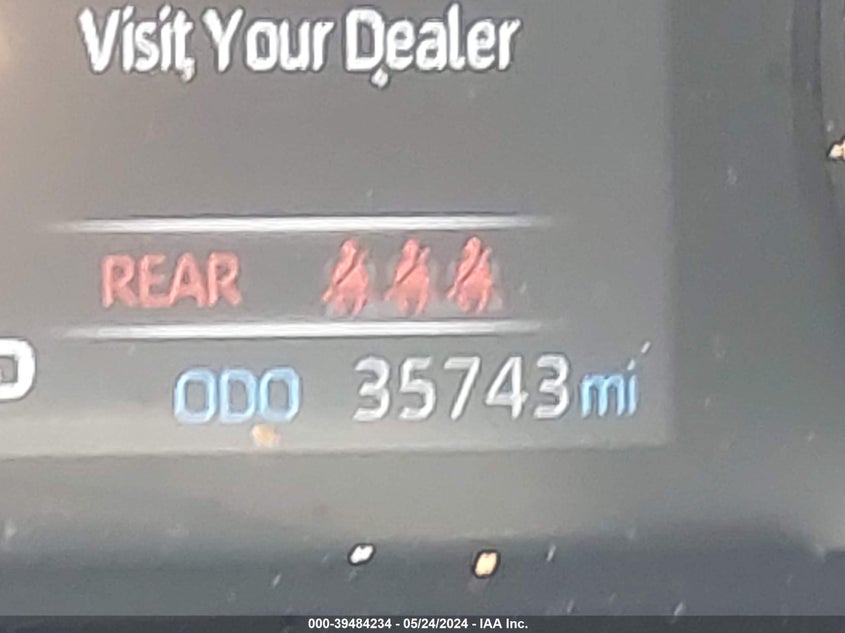 Visit Your Dealer
REAR
ODO 35743 mi
000-39484234 - 05/24/2024 - IAA Inc.